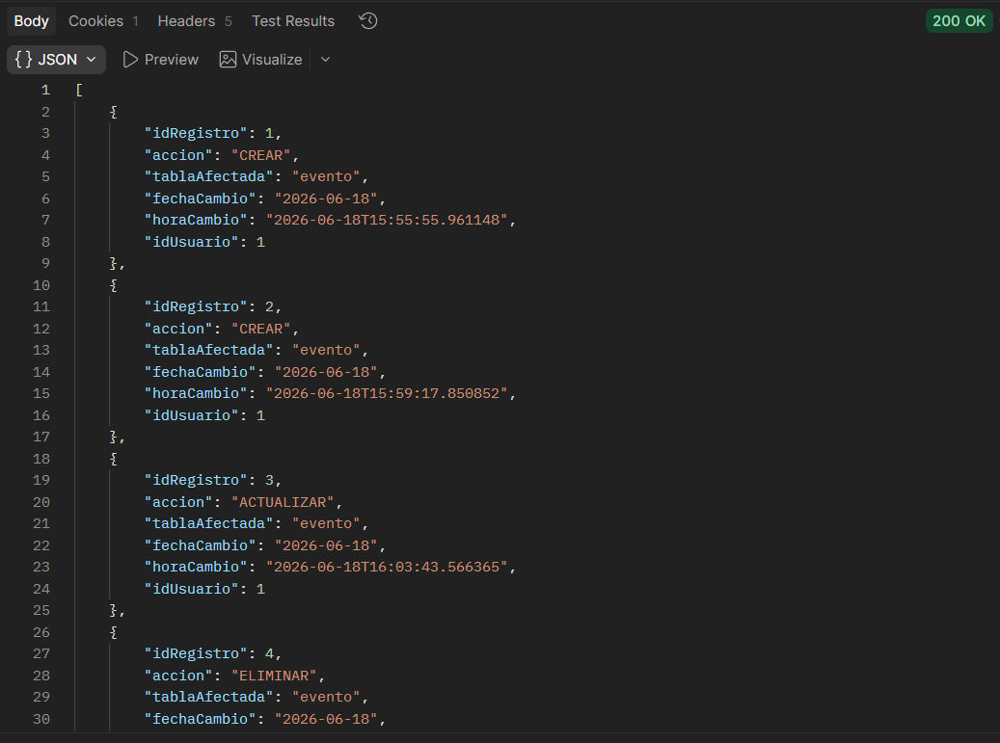 Body Cookies 1 Headers 5 Test Results 200 OK
{} JSON Preview Visualize
1 [
2 {
3 "idRegistro": 1,
4 "accion": "CREAR",
5 "tablaAfectada": "evento",
6 "fechaCambio": "2026-06-18",
7 "horaCambio": "2026-06-18T15:55:55.961148",
8 "idUsuario": 1
9 },
10 {
11 "idRegistro": 2,
12 "accion": "CREAR",
13 "tablaAfectada": "evento",
14 "fechaCambio": "2026-06-18",
15 "horaCambio": "2026-06-18T15:59:17.850852",
16 "idUsuario": 1
17 },
18 {
19 "idRegistro": 3,
20 "accion": "ACTUALIZAR",
21 "tablaAfectada": "evento",
22 "fechaCambio": "2026-06-18",
23 "horaCambio": "2026-06-18T16:03:43.566365",
24 "idUsuario": 1
25 },
26 {
27 "idRegistro": 4,
28 "accion": "ELIMINAR",
29 "tablaAfectada": "evento",
30 "fechaCambio": "2026-06-18",